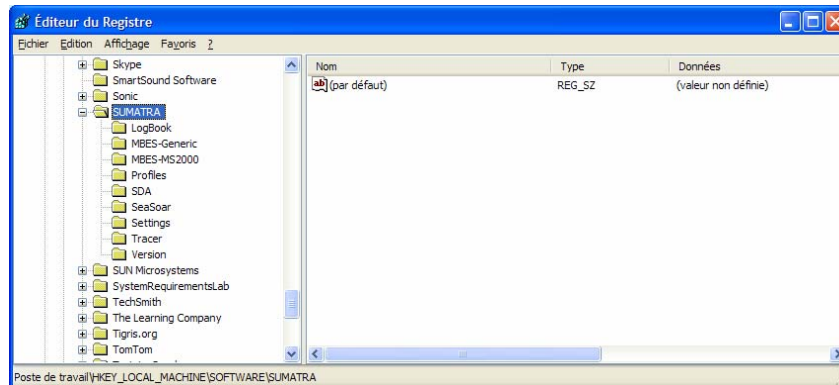 Éditeur du Registre
Fichier Edition Affichage Favoris ?
Skype
SmartSound Software
Sonic
SUMATRA
LogBook
MBES-Generic
MBES-MS2000
Profiles
SDA
SeaSoar
Settings
Tracer
Version
SUN Microsystems
SystemRequirementsLab
TechSmith
The Learning Company
Tigris.org
TomTom
Nom Type Données
ab (par défaut) REG_SZ (valeur non définie)
Poste de travail\HKEY_LOCAL_MACHINE\SOFTWARE\SUMATRA